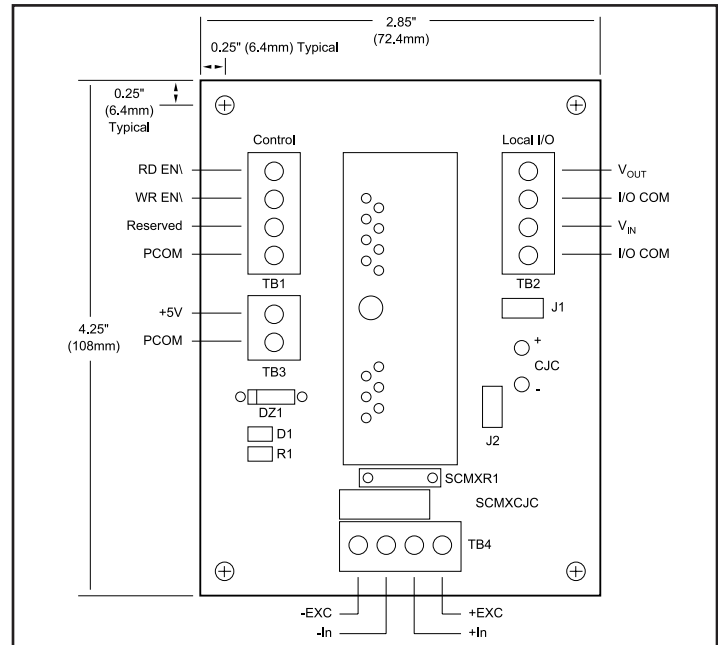 2.85"
(72.4mm)
0.25" (6.4mm) Typical
0.25"
(6.4mm)
Typical
Control
Local I/O
RD EN\
WR EN\
Reserved
PCOM
V_OUT
I/O COM
V_IN
I/O COM
TB1
TB2
+5V
PCOM
J1
4.25"
(108mm)
TB3
+
CJC
-
DZ1
J2
D1
R1
SCMXR1
SCMXCJC
TB4
-EXC
+EXC
-In
+In